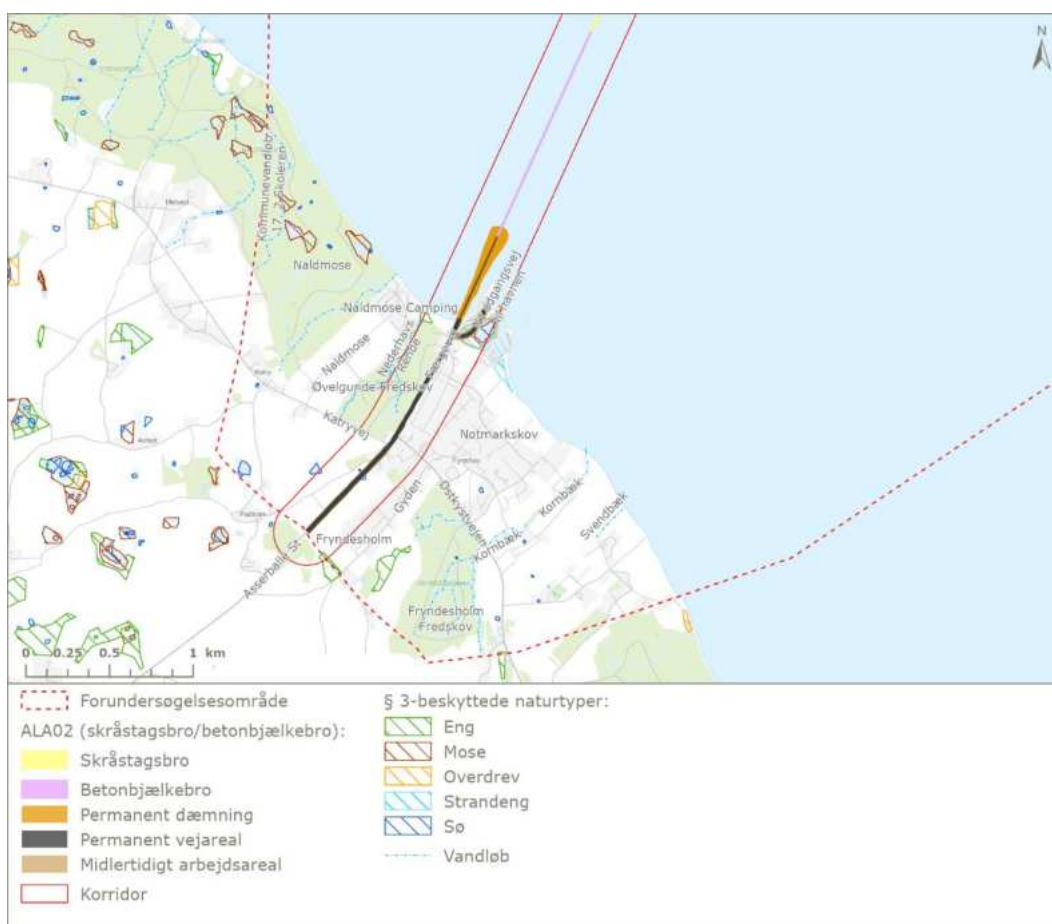 N
Kommunevandløb
17, 2 Skoleren
Naldmose
Naldmose Camping
Nederhavs
Rende
Naldmose
Øvelgunde Fredskov
Katryvej
Notmarkskov
Gyden
Østkystvejen
Kornbæk
Kornbæk
Svendbæk
Fryndesholm
Asserballe St
Fryndesholm
Fredskov
0 0.25 0.5 1 km
Forundersøgelsesområde
ALA02 (skråstagsbro/betonbjælkebro):
Skråstagsbro
Betonbjælkebro
Permanent dæmning
Permanent vejareal
Midlertidigt arbejdsareal
Korridor
§ 3-beskyttede naturtyper:
Eng
Mose
Overdrev
Strandeng
Sø
Vandløb